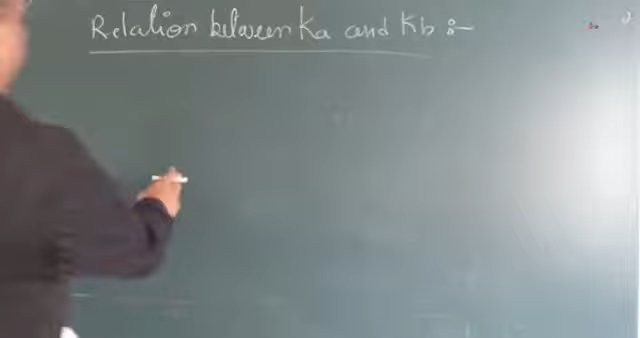 Relation between Ka and Kb :-